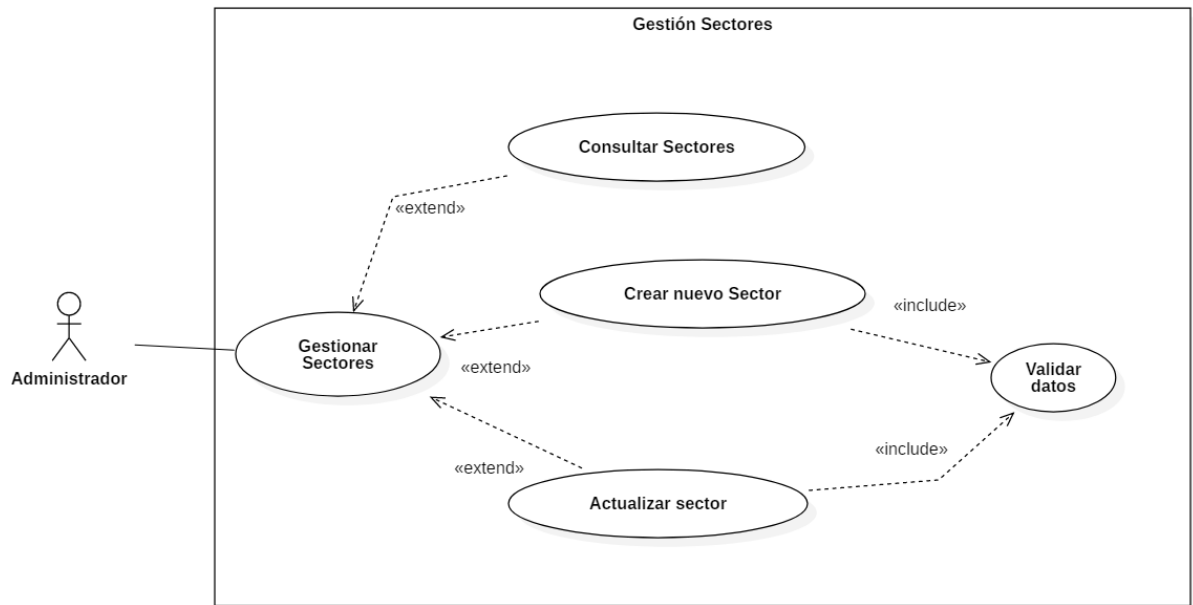 Gestión Sectores
Consultar Sectores
«extend»
Crear nuevo Sector
«include»
Gestionar
Sectores
«extend»
Validar
datos
Administrador
«include»
«extend»
Actualizar sector